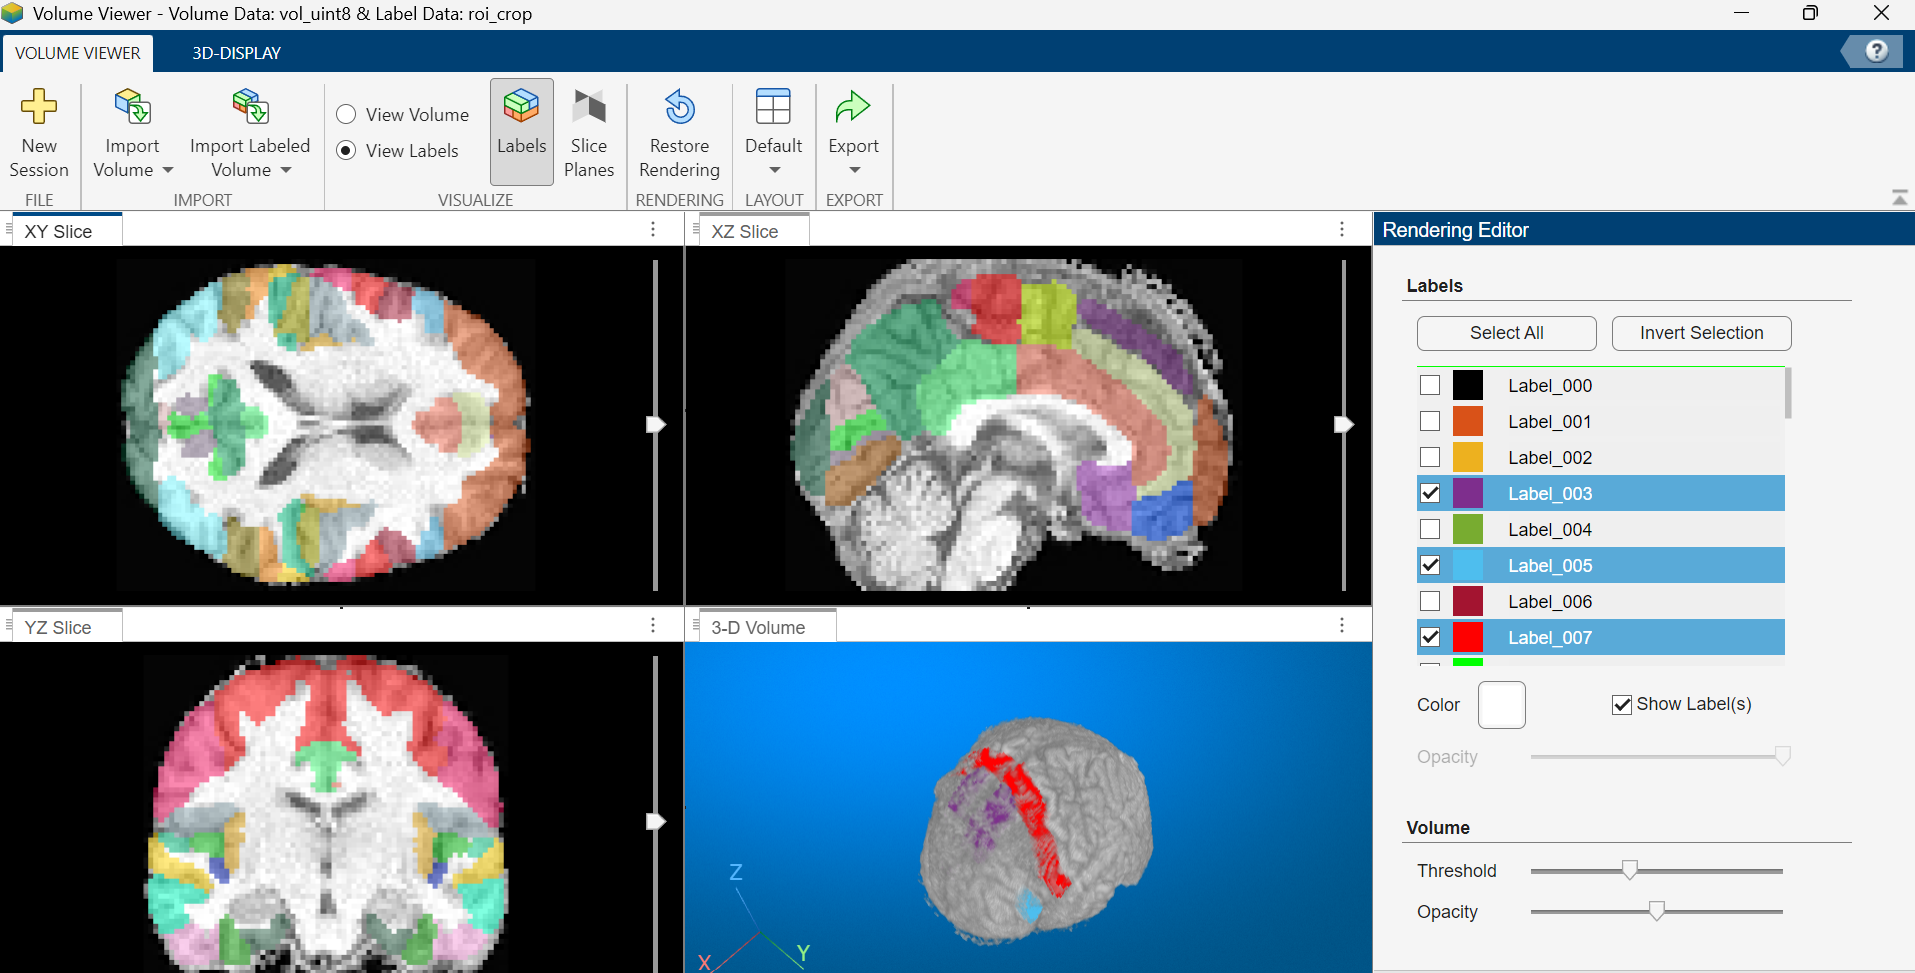 Volume Viewer - Volume Data: vol_uint8 & Label Data: roi_crop
VOLUME VIEWER
3D-DISPLAY
?
New
Session
FILE
Import
Volume
Import Labeled
Volume
IMPORT
View Volume
View Labels
Labels
Slice
Planes
VISUALIZE
Restore
Rendering
RENDERING
Default
LAYOUT
Export
EXPORT
XY Slice
XZ Slice
YZ Slice
3-D Volume
Z
X
Y
Rendering Editor
Labels
Select All
Invert Selection
Label_000
Label_001
Label_002
Label_003
Label_004
Label_005
Label_006
Label_007
Color
Show Label(s)
Opacity
Volume
Threshold
Opacity